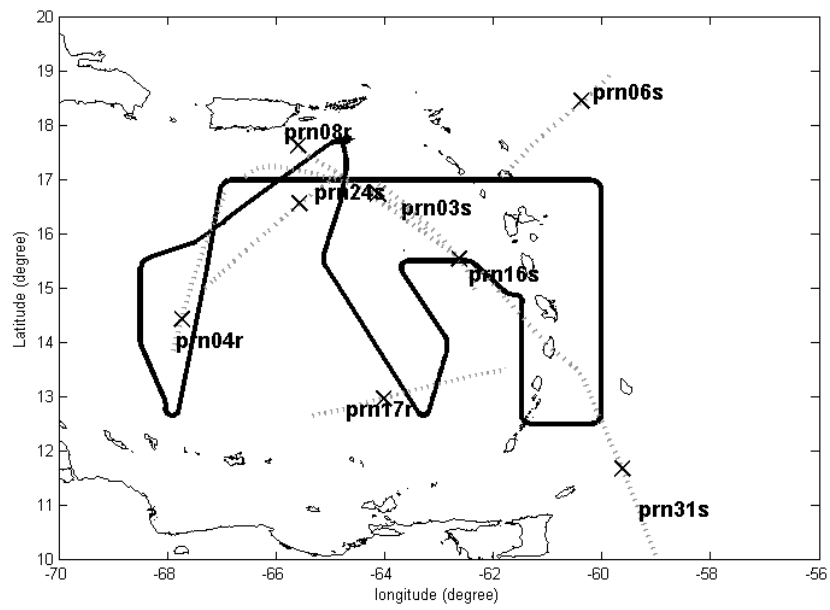 20
19
18
17
16
15
14
13
12
11
10
Latitude (degree)
prn06s
prn08r
prn24s
prn03s
prn16s
prn04r
prn17r
prn31s
-70 -68 -66 -64 -62 -60 -58 -56
longitude (degree)